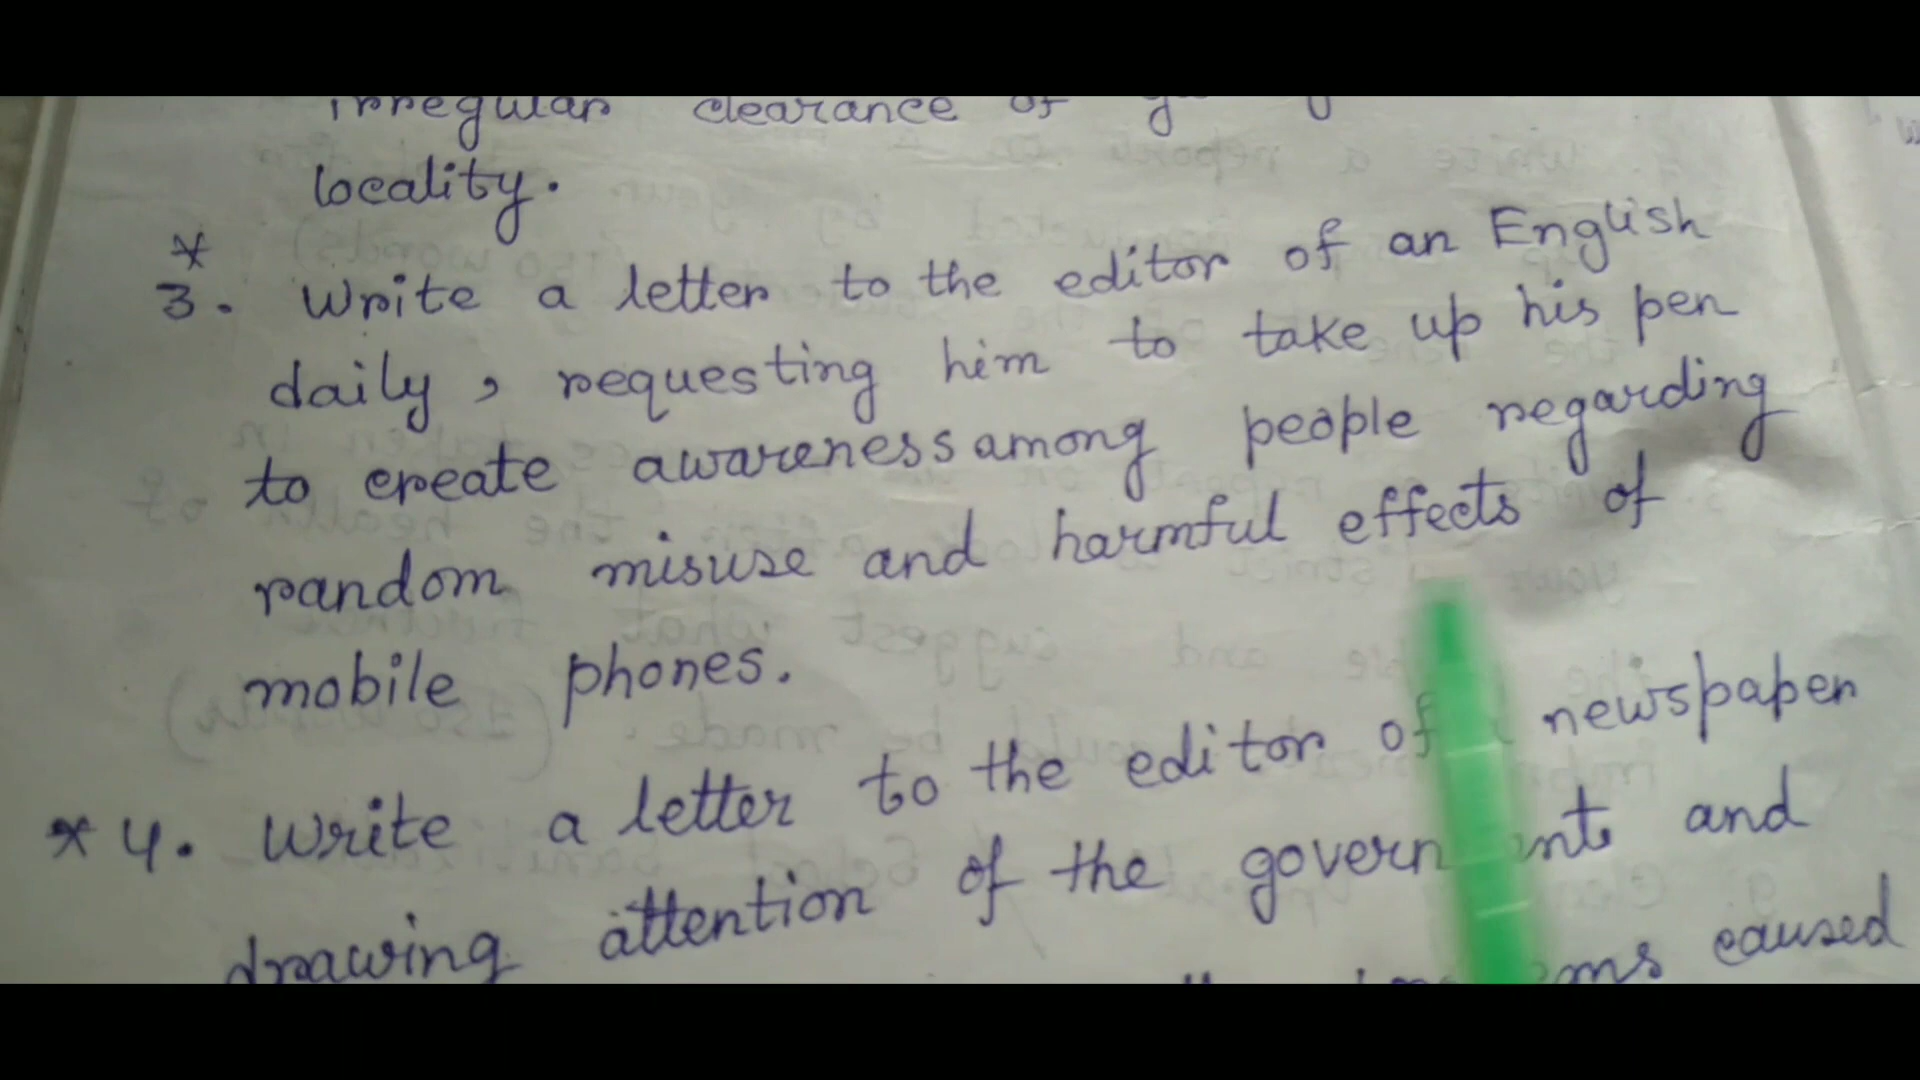 irregular clearance of
locality.
*
3. Write a letter to the editor of an English
daily, requesting him to take up his pen
to create awareness among people regarding
random misuse and harmful effects of
mobile phones.
* 4. Write a letter to the editor of newspaper
drawing attention of the and
caused